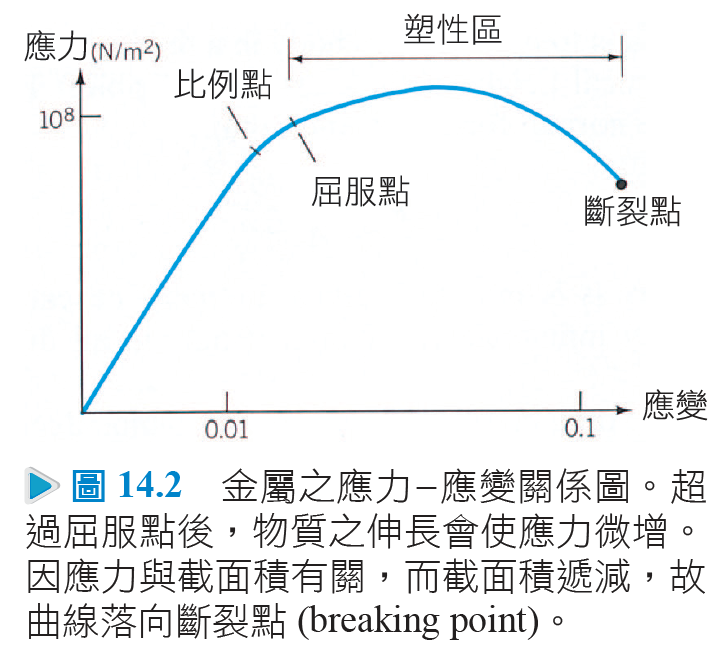 塑性區
應力(N/m²)
比例點
10⁸
屈服點
斷裂點
應變
0.01
0.1
圖 14.2 金屬之應力–應變關係圖。超
過屈服點後，物質之伸長會使應力微增。
因應力與截面積有關，而截面積遞減，故
曲線落向斷裂點 (breaking point)。